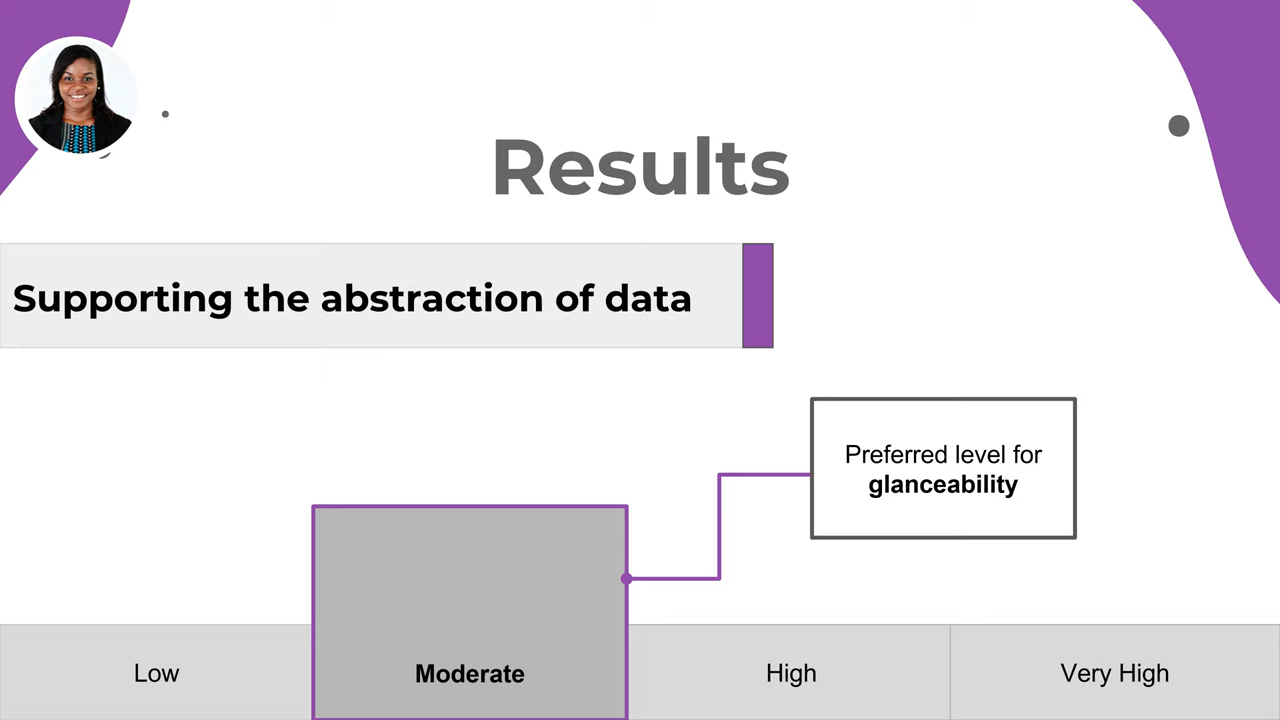 Results
Supporting the abstraction of data
Preferred level for
glanceability
Low
Moderate
High
Very High